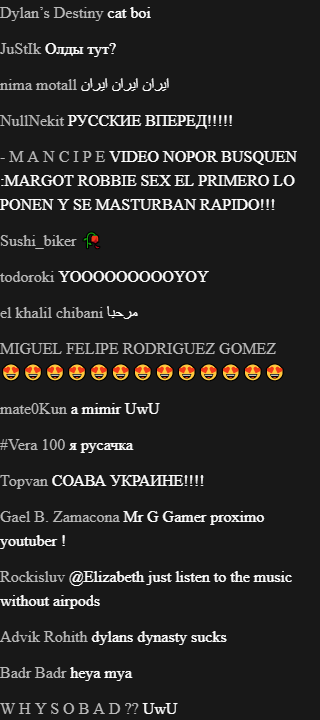 Dylan's Destiny cat boi
JuStIk Олды тут?
nima motall ایران ایران ایران
NullNekit РУССКИЕ ВПЕРЕД!!!!!
- M A N C I P E VIDEO NOPOR BUSQUEN
:MARGOT ROBBIE SEX EL PRIMERO LO
PONEN Y SE MASTURBAN RAPIDO!!!
Sushi_biker 🥀
todoroki YOOOOOOOOOYOY
el khalil chibani مرحبا
MIGUEL FELIPE RODRIGUEZ GOMEZ
😍😍😍😍😍😍😍😍😍😍😍😍😍
mate0Kun a mimir UwU
#Vera 100 я русачка
Topvan СОАВА УКРАИНЕ!!!!
Gael B. Zamacona Mr G Gamer proximo
youtuber !
Rockisluv @Elizabeth just listen to the music
without airpods
Advik Rohith dylans dynasty sucks
Badr Badr heya mya
W H Y S O B A D ?? UwU